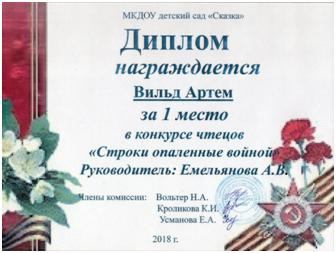 МКДОУ детский сад «Сказка»
Диплом
награждается
Вильд Артем
за 1 место
в конкурсе чтецов
«Строки опаленные войной»
Руководитель: Емельянова А.В.
Члены комиссии: Вольтер Н.А.
Кроликова К.И.
Усманова Е.А.
2018 г.